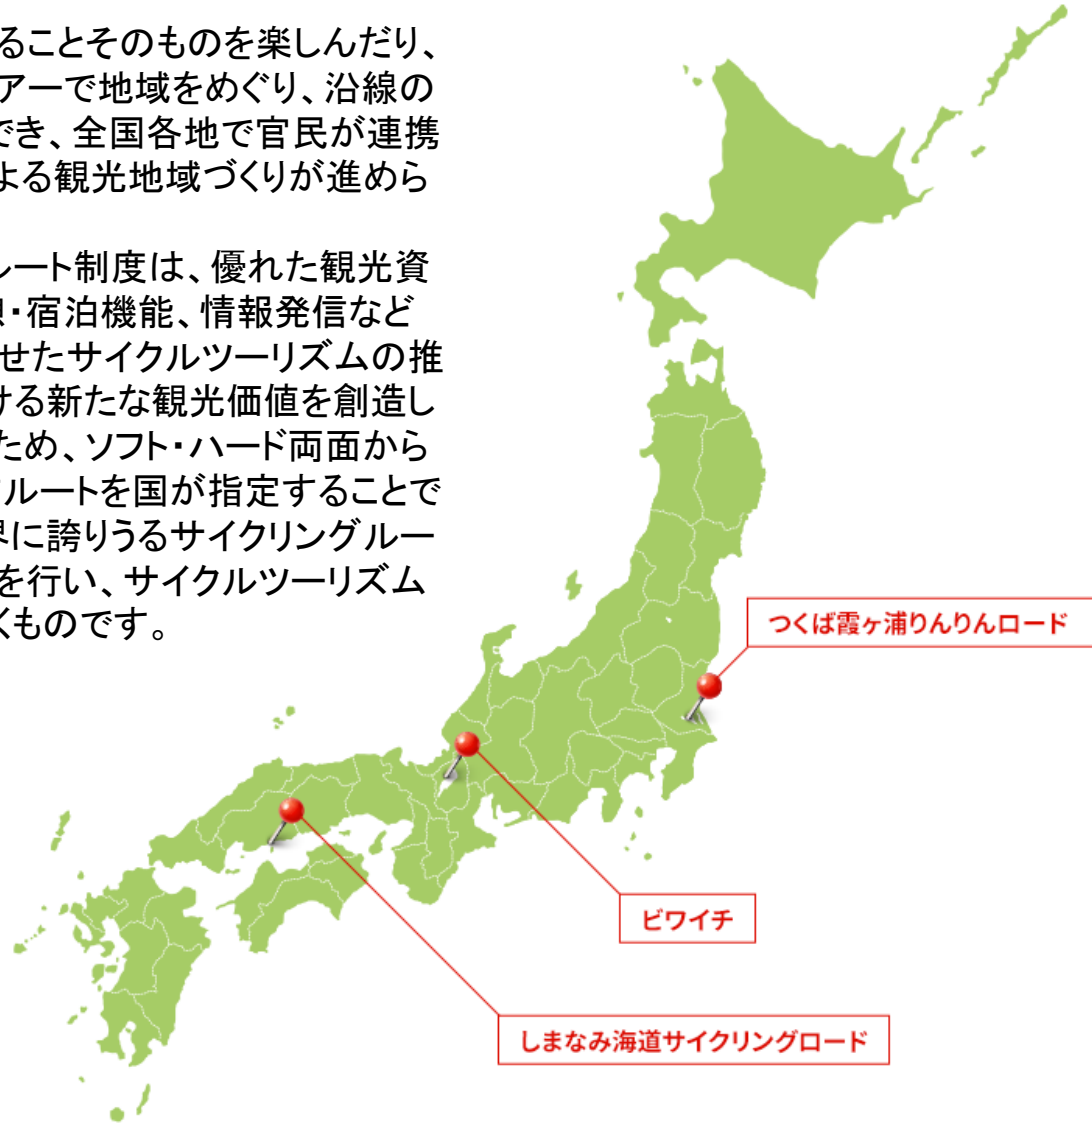 ることそのものを楽しんだり、
アーで地域をめぐり、沿線の
でき、全国各地で官民が連携
よる観光地域づくりが進めら
ルート制度は、優れた観光資
・宿泊機能、情報発信など
せたサイクルツーリズムの推
ける新たな観光価値を創造し
ため、ソフト・ハード両面から
ルートを国が指定することで
界に誇りうるサイクリングルー
を行い、サイクルツーリズム
くものです。
つくば霞ヶ浦りんりんロード
ビワイチ
しまなみ海道サイクリングロード